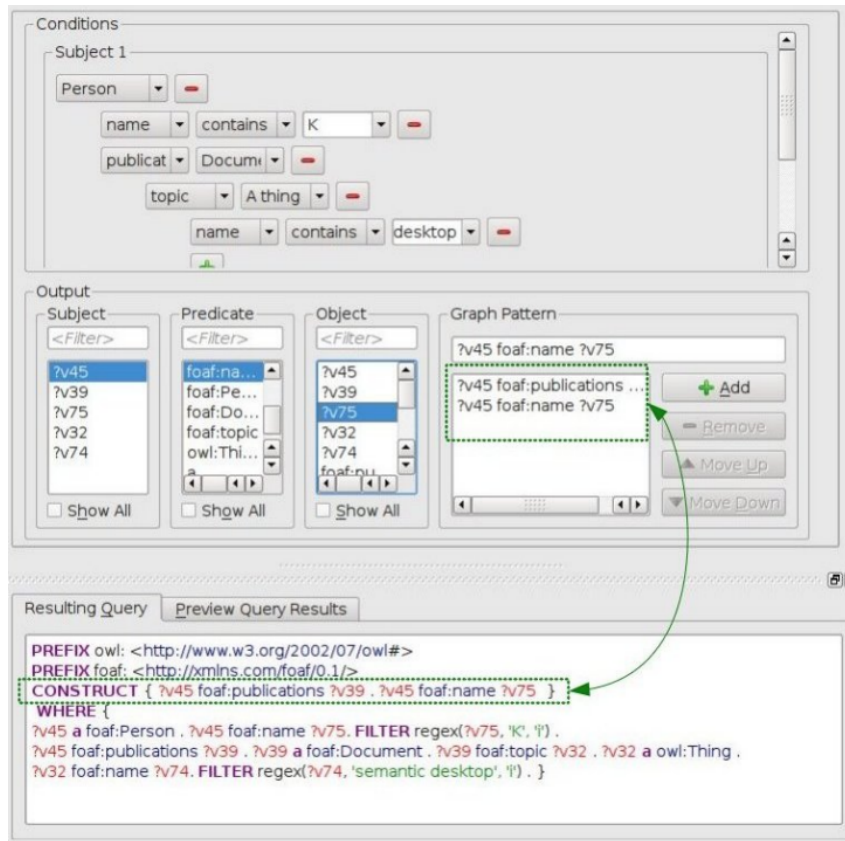 Conditions
Subject 1
Person
name contains K
publicat Docum
topic A thing
name contains desktop
Output
Subject
<Filter>
?v45
?v39
?v75
?v32
?v74
Show All
Predicate
<Filter>
foaf:na...
foaf:Pe...
foaf:Do...
foaf:topic
owl:Thi...
a
Show All
Object
<Filter>
?v45
?v39
?v75
?v32
?v74
foaf:pu
Show All
Graph Pattern
?v45 foaf:name ?v75
?v45 foaf:publications ...
?v45 foaf:name ?v75
Add
Remove
Move Up
Move Down
Resulting Query
Preview Query Results
PREFIX owl: <http://www.w3.org/2002/07/owl#>
PREFIX foaf: <http://xmlns.com/foaf/0.1/>
CONSTRUCT { ?v45 foaf:publications ?v39 . ?v45 foaf:name ?v75 }
WHERE {
?v45 a foaf:Person . ?v45 foaf:name ?v75. FILTER regex(?v75, 'K', 'i') .
?v45 foaf:publications ?v39 . ?v39 a foaf:Document . ?v39 foaf:topic ?v32 . ?v32 a owl:Thing .
?v32 foaf:name ?v74. FILTER regex(?v74, 'semantic desktop', 'i') . }